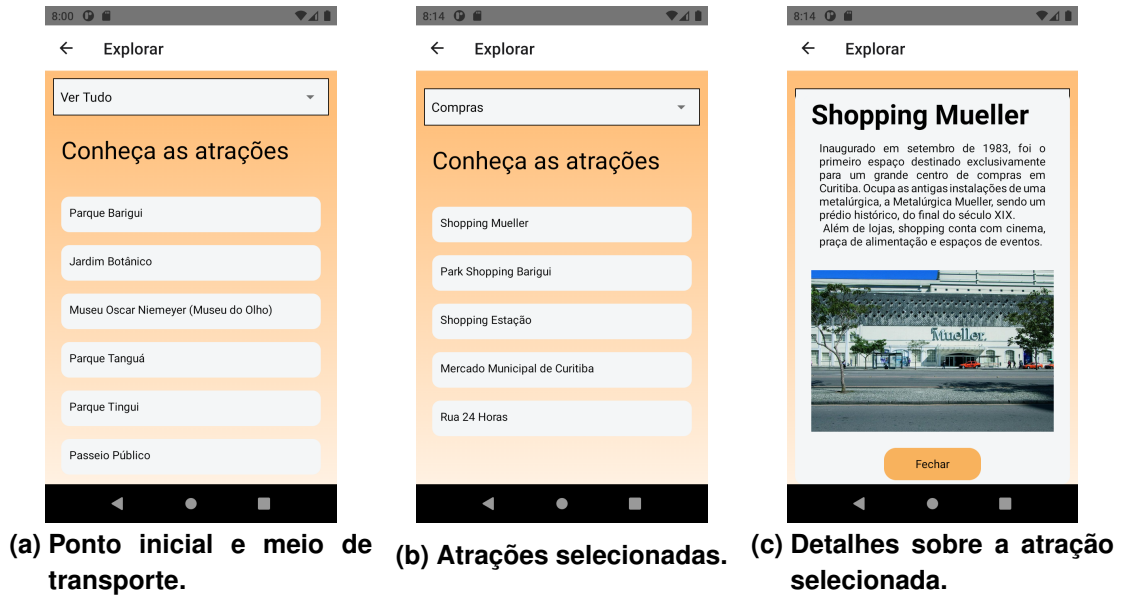 8:00
Explorar
Ver Tudo
Conheça as atrações
Parque Barigui
Jardim Botânico
Museu Oscar Niemeyer (Museu do Olho)
Parque Tanguá
Parque Tingui
Passeio Público
(a) Ponto inicial e meio de
transporte.
8:14
Explorar
Compras
Conheça as atrações
Shopping Mueller
Park Shopping Barigui
Shopping Estação
Mercado Municipal de Curitiba
Rua 24 Horas
(b) Atrações selecionadas.
8:14
Explorar
Shopping Mueller
Inaugurado em setembro de 1983, foi o
primeiro espaço destinado exclusivamente
para um grande centro de compras em
Curitiba. Ocupa as antigas instalações de uma
metalúrgica, a Metalúrgica Mueller, sendo um
prédio histórico, do final do século XIX.
Além de lojas, shopping conta com cinema,
praça de alimentação e espaços de eventos.
Mueller.
Fechar
(c) Detalhes sobre a atração
selecionada.